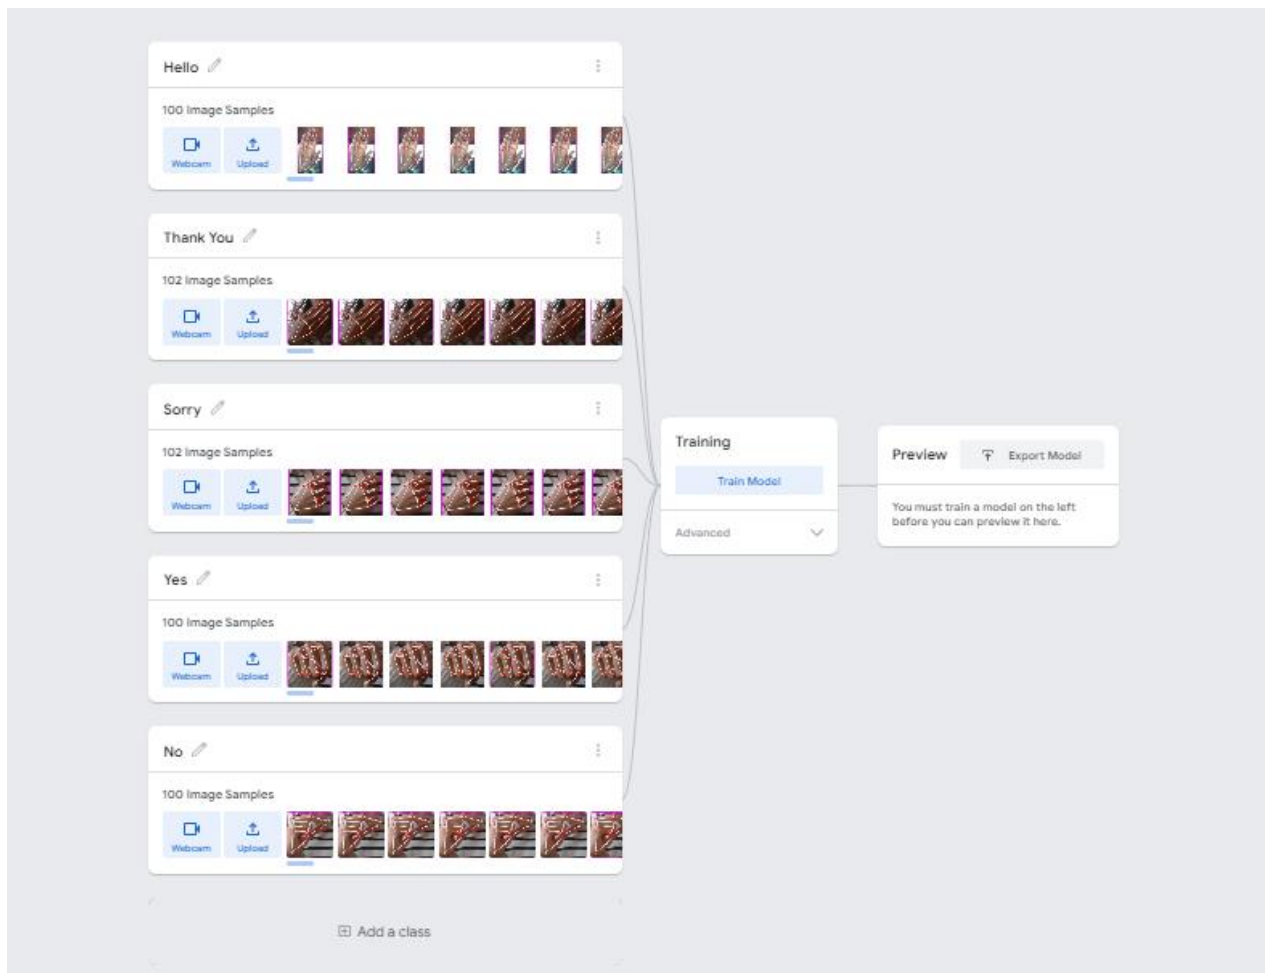 Hello
100 Image Samples
Webcam
Upload
Thank You
102 Image Samples
Webcam
Upload
Sorry
102 Image Samples
Webcam
Upload
Yes
100 Image Samples
Webcam
Upload
No
100 Image Samples
Webcam
Upload
Add a class
Training
Train Model
Advanced
Preview
Export Model
You must train a model on the left
before you can preview it here.